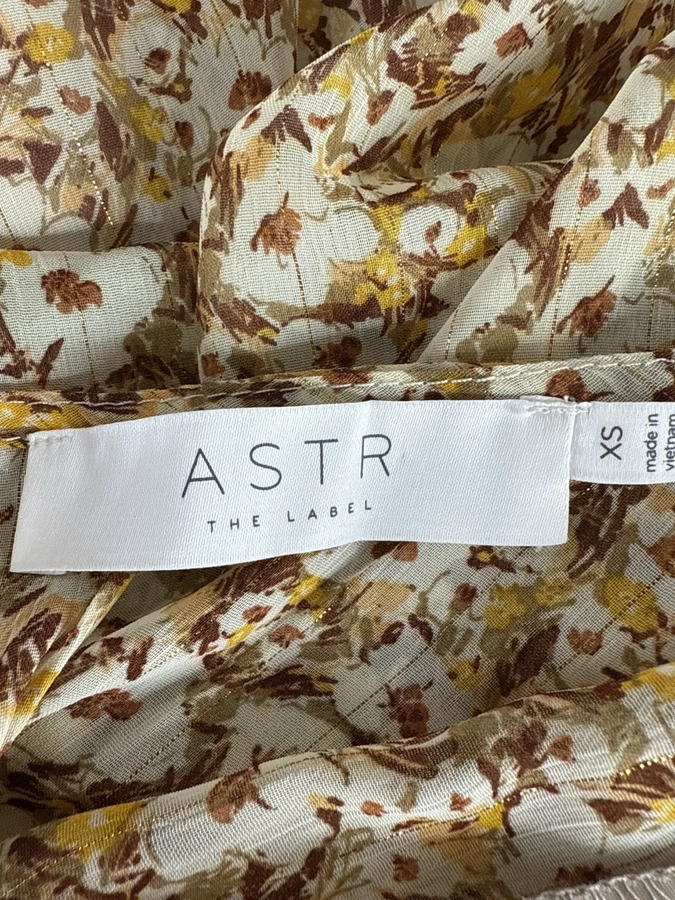 ASTR
THE LABEL
XS
made in
vietnam